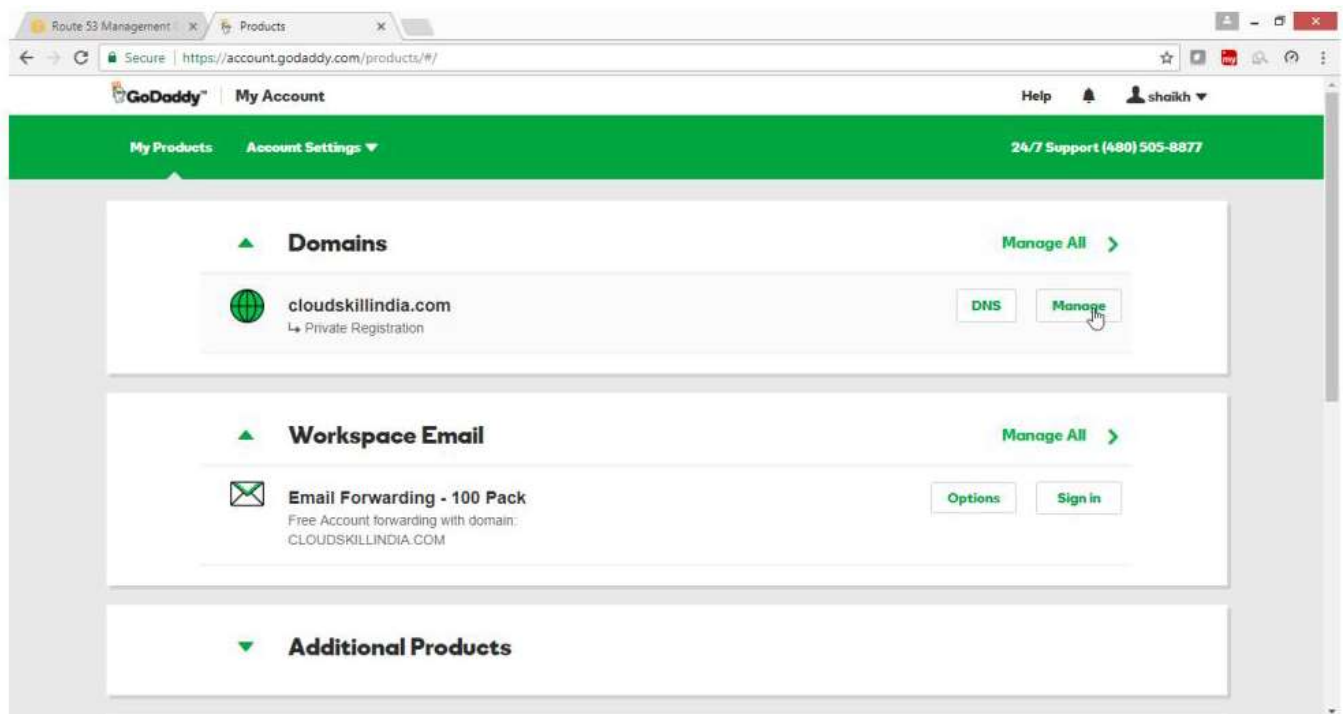 Route 53 Management
Products
Secure | https://account.godaddy.com/products/#/
my
GoDaddy™ My Account Help shaikh
My Products Account Settings 24/7 Support (480) 505-8877
Domains Manage All
cloudskillindia.com DNS Manage
Private Registration
Workspace Email Manage All
Email Forwarding - 100 Pack Options Sign in
Free Account forwarding with domain:
CLOUDSKILLINDIA.COM
Additional Products